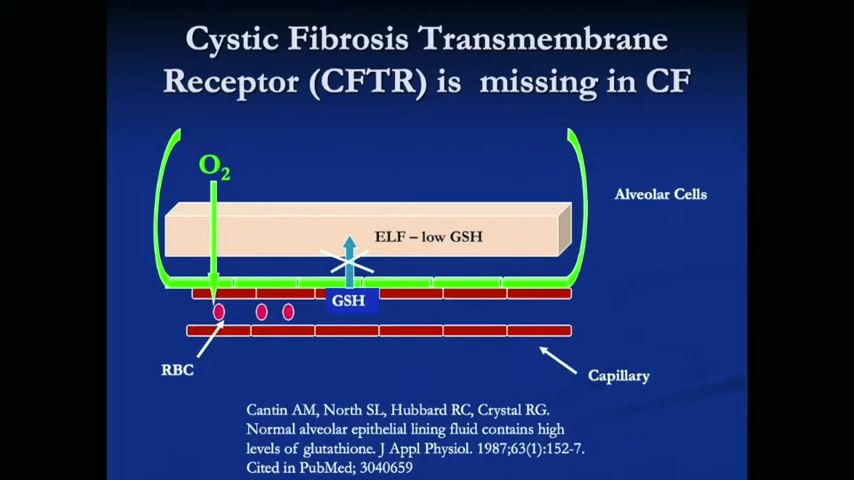 Cystic Fibrosis Transmembrane
Receptor (CFTR) is missing in CF
O2
Alveolar Cells
ELF – low GSH
GSH
RBC
Capillary
Cantin AM, North SL, Hubbard RC, Crystal RG.
Normal alveolar epithelial lining fluid contains high
levels of glutathione. J Appl Physiol. 1987;63(1):152-7.
Cited in PubMed; 3040659